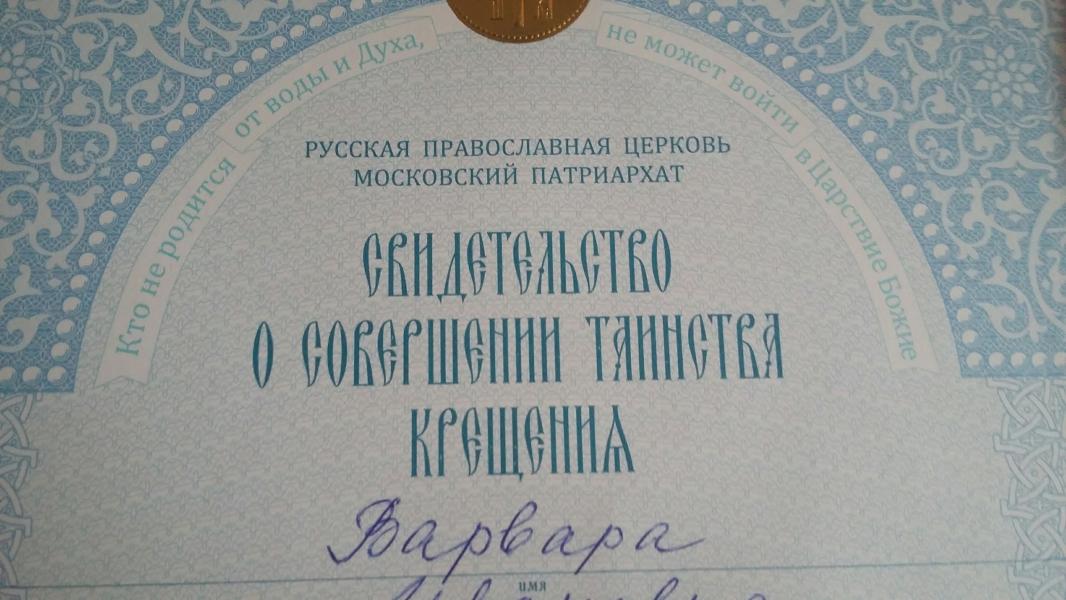 Кто не родится от воды и Духа, не может войти в Царствие Божие
РУССКАЯ ПРАВОСЛАВНАЯ ЦЕРКОВЬ
МОСКОВСКИЙ ПАТРИАРХАТ
СВИДЕТЕЛЬСТВО
О СОВЕРШЕНИИ ТАИНСТВА
КРЕЩЕНИѦ
Варвара
имя